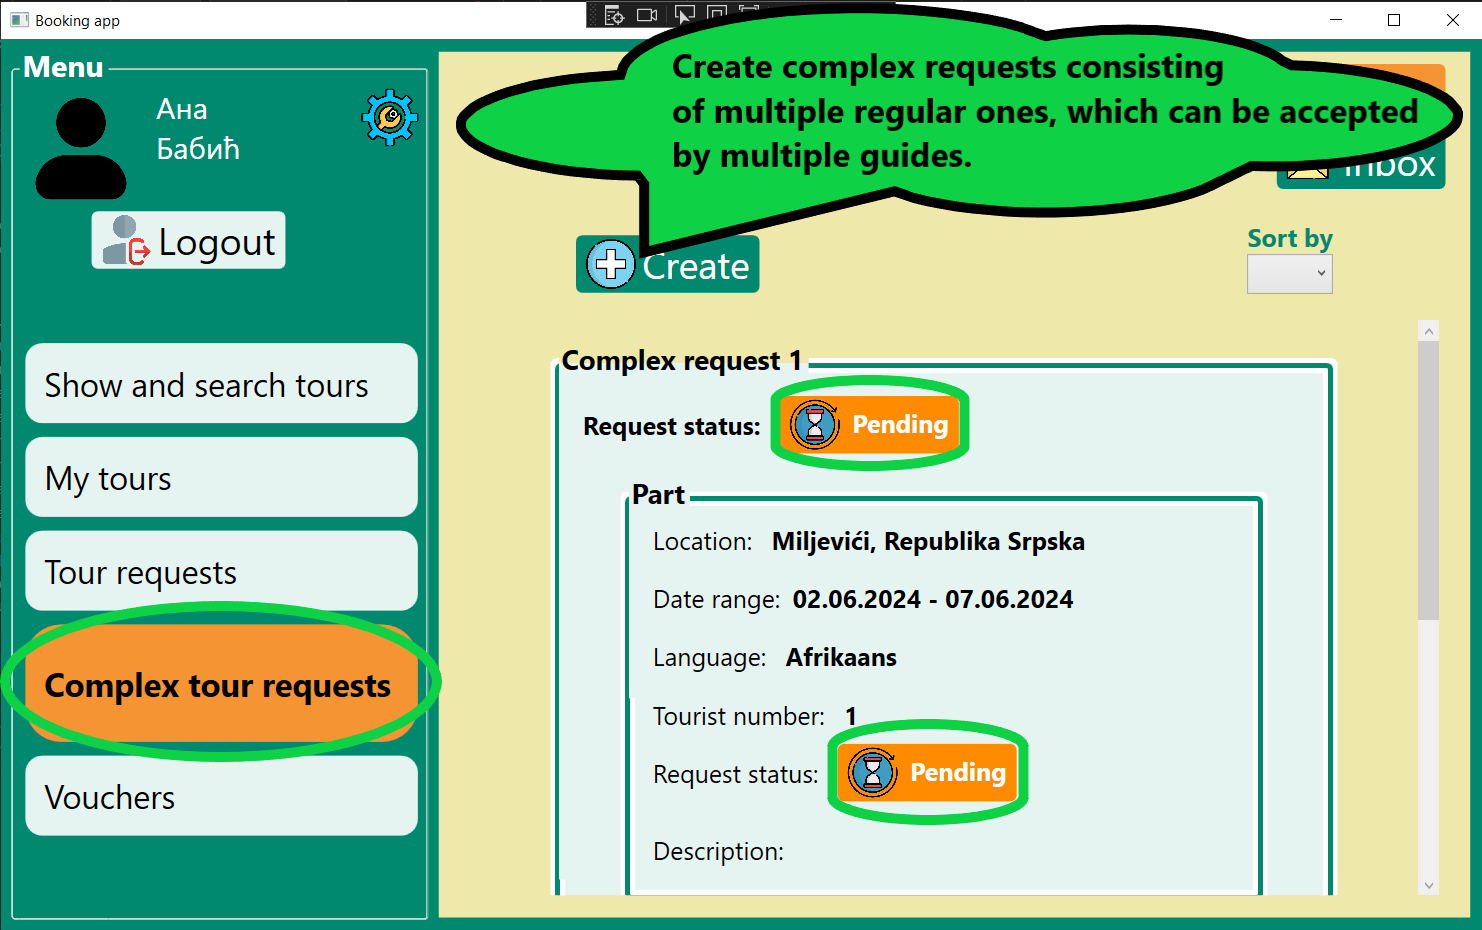 Booking app
Menu
Ана
Бабић
Logout
Show and search tours
My tours
Tour requests
Complex tour requests
Vouchers
Create complex requests consisting
of multiple regular ones, which can be accepted
by multiple guides.
Inbox
Create
Sort by
Complex request 1
Request status: Pending
Part
Location: Miljevići, Republika Srpska
Date range: 02.06.2024 - 07.06.2024
Language: Afrikaans
Tourist number: 1
Request status: Pending
Description: